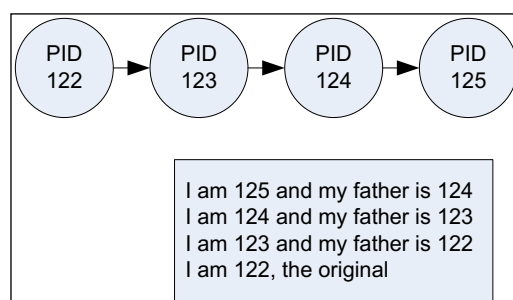 PID
122
PID
123
PID
124
PID
125
I am 125 and my father is 124
I am 124 and my father is 123
I am 123 and my father is 122
I am 122, the original